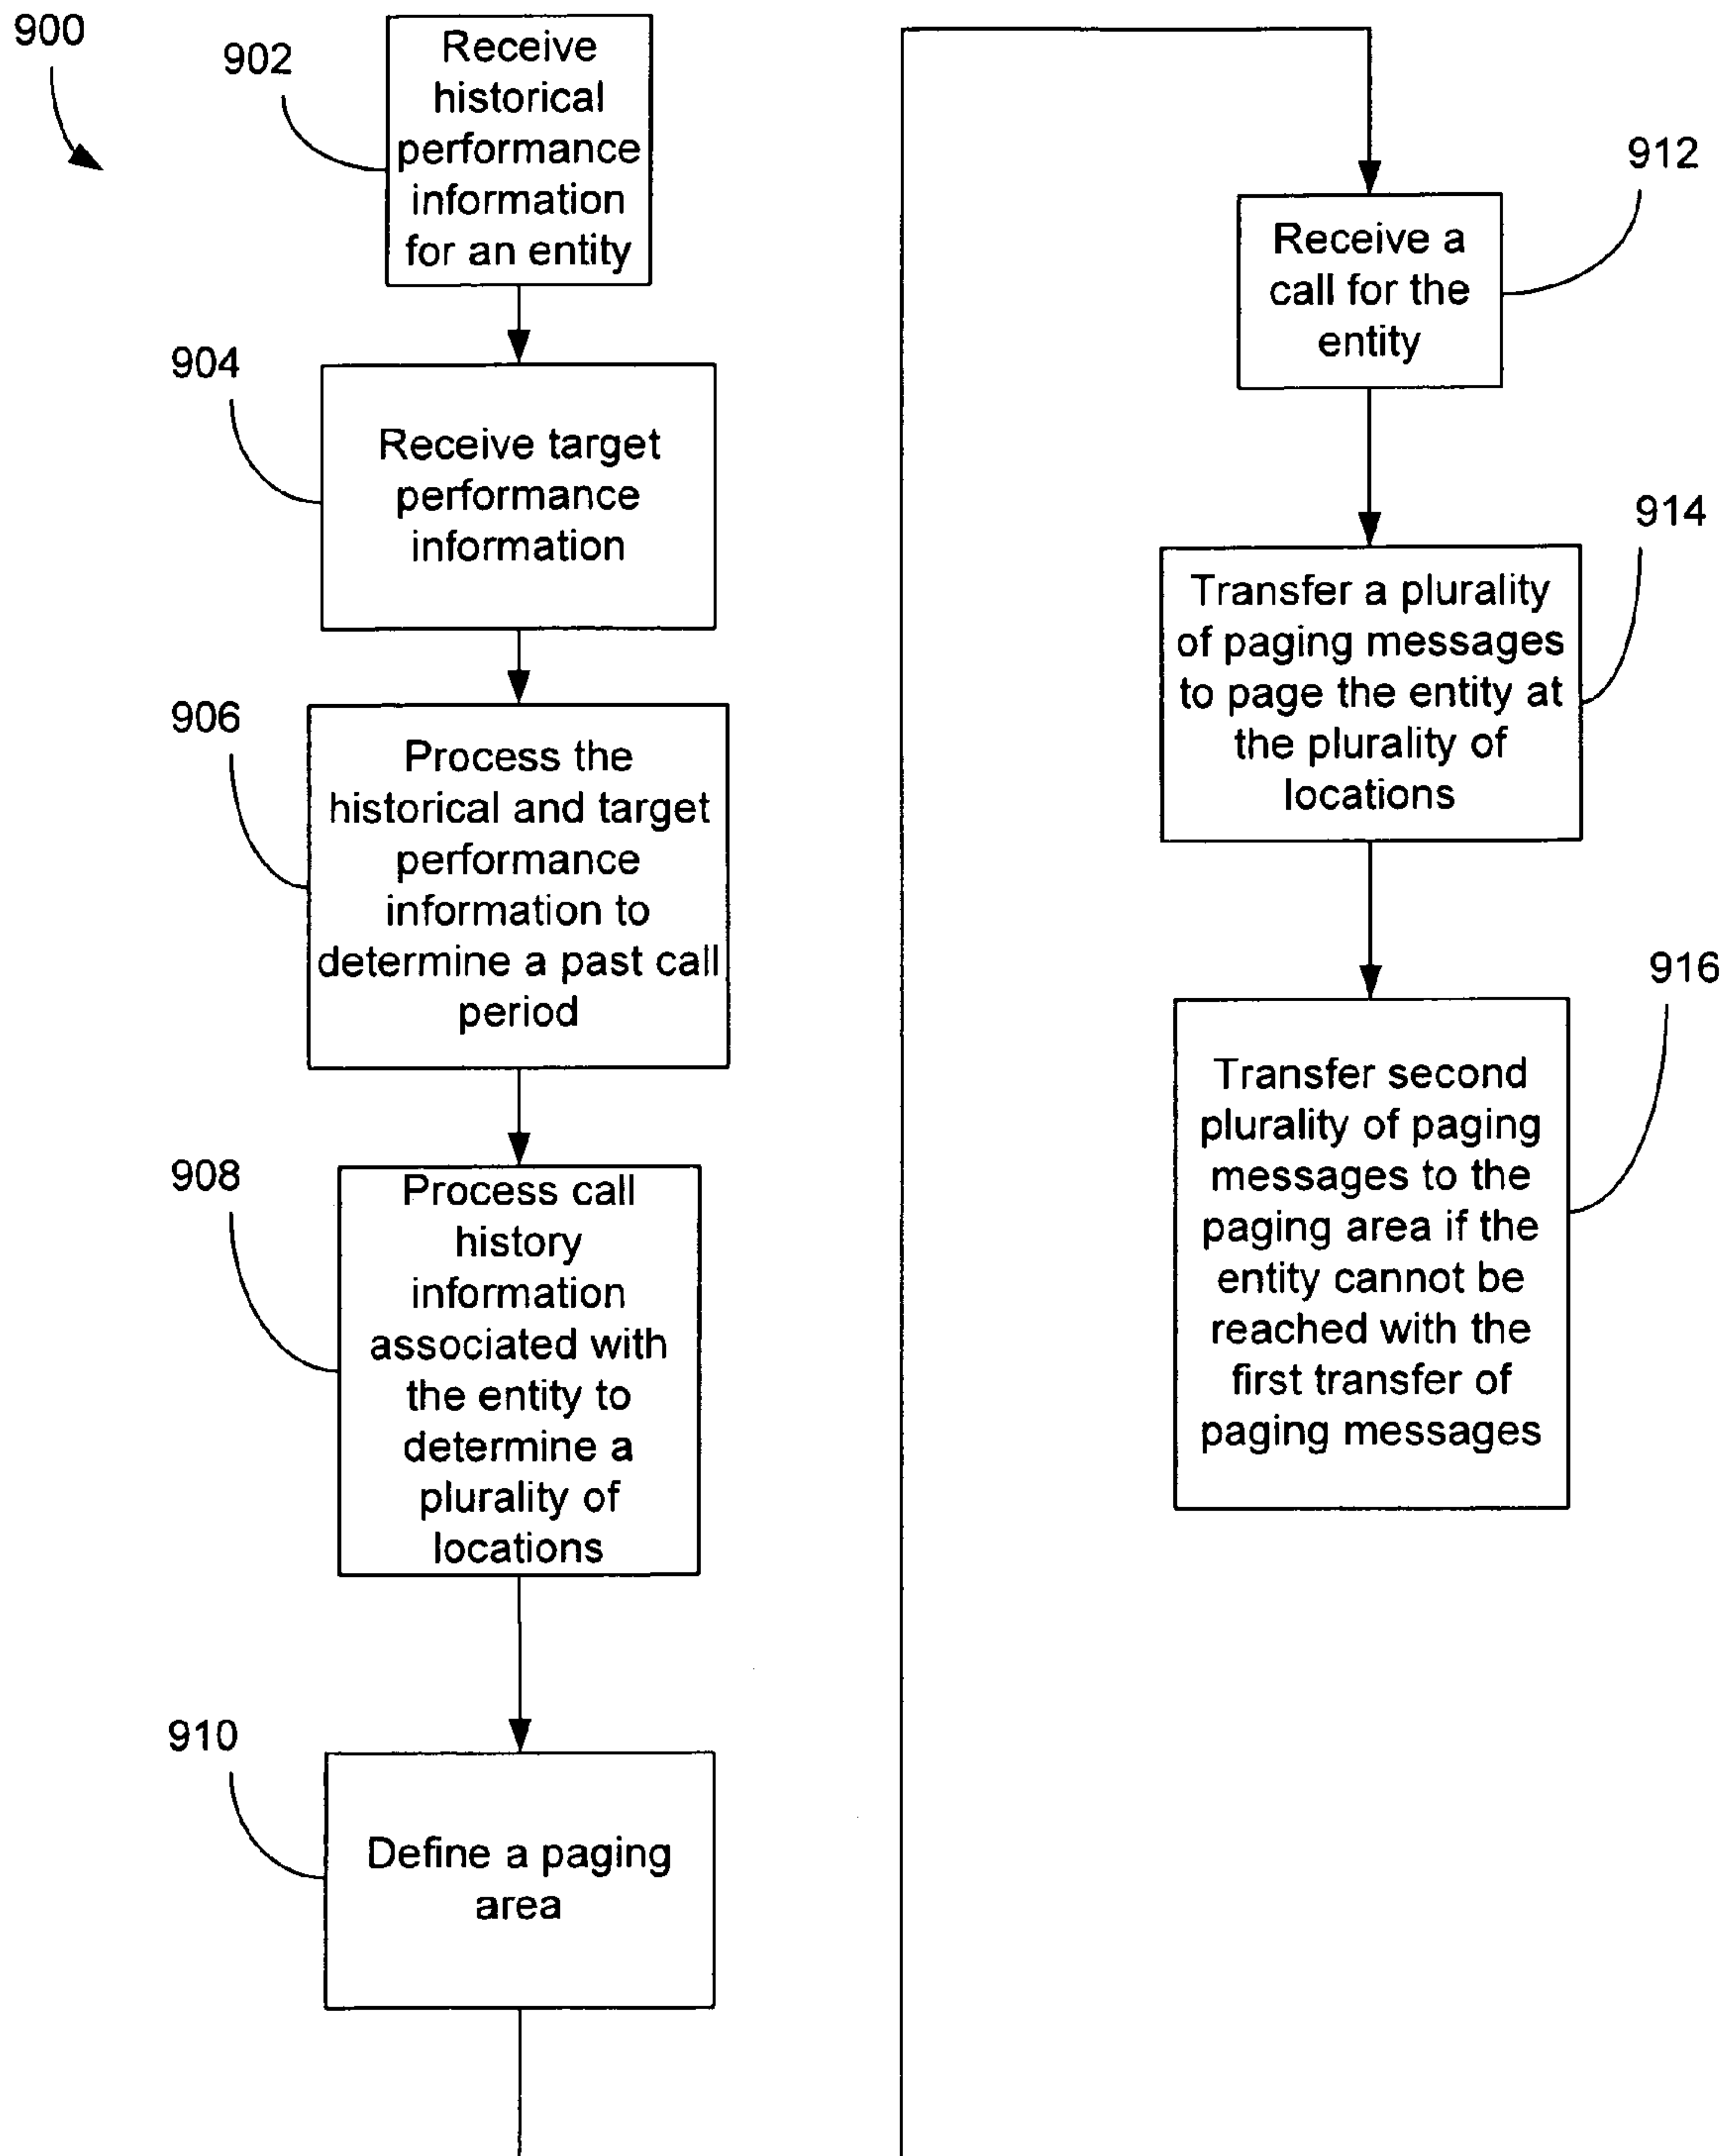 900
902
Receive
historical
performance
information
for an entity
904
Receive target
performance
information
906
Process the
historical and target
performance
information to
determine a past call
period
908
Process call
history
information
associated with
the entity to
determine a
plurality of
locations
910
Define a paging
area
912
Receive a
call for the
entity
914
Transfer a plurality
of paging messages
to page the entity at
the plurality of
locations
916
Transfer second
plurality of paging
messages to the
paging area if the
entity cannot be
reached with the
first transfer of
paging messages